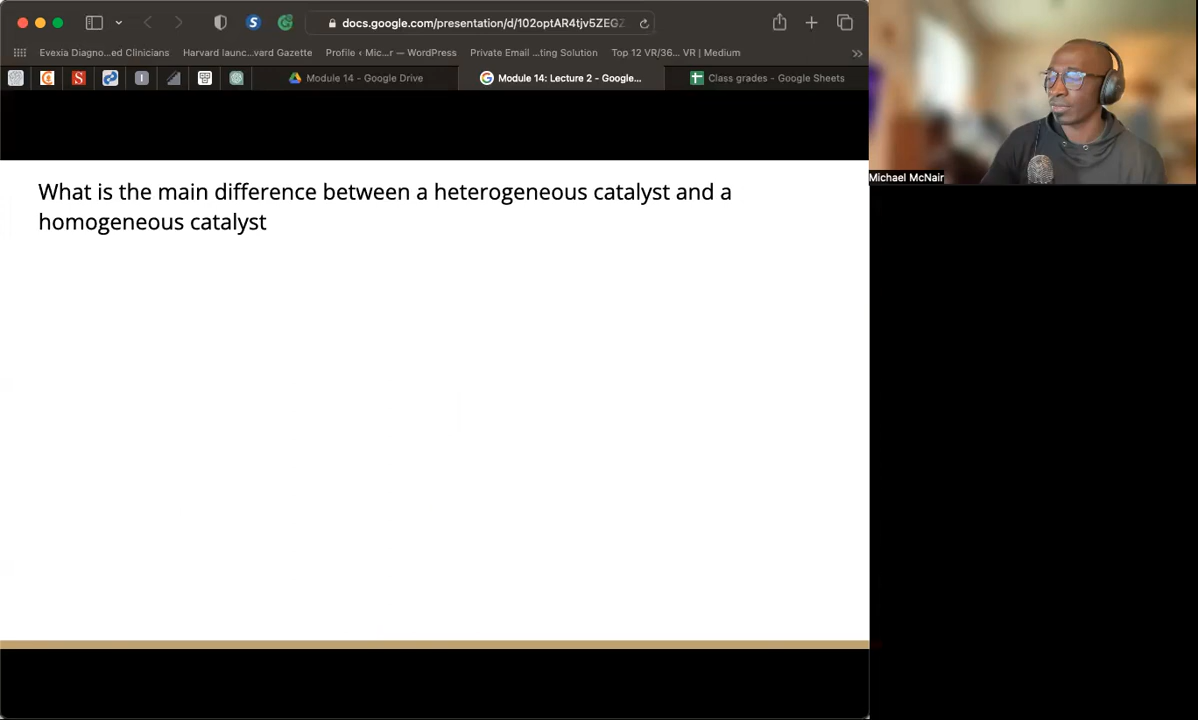 docs.google.com/presentation/d/102optAR4tjv5ZEGZ
Evexia Diagno...ed Clinicians
Harvard launc...vard Gazette
Profile ‹ Mic...r — WordPress
Private Email ...ting Solution
Top 12 VR/36... VR | Medium
Module 14 - Google Drive
Module 14: Lecture 2 - Google...
Class grades - Google Sheets
What is the main difference between a heterogeneous catalyst and a
homogeneous catalyst
Michael McNair